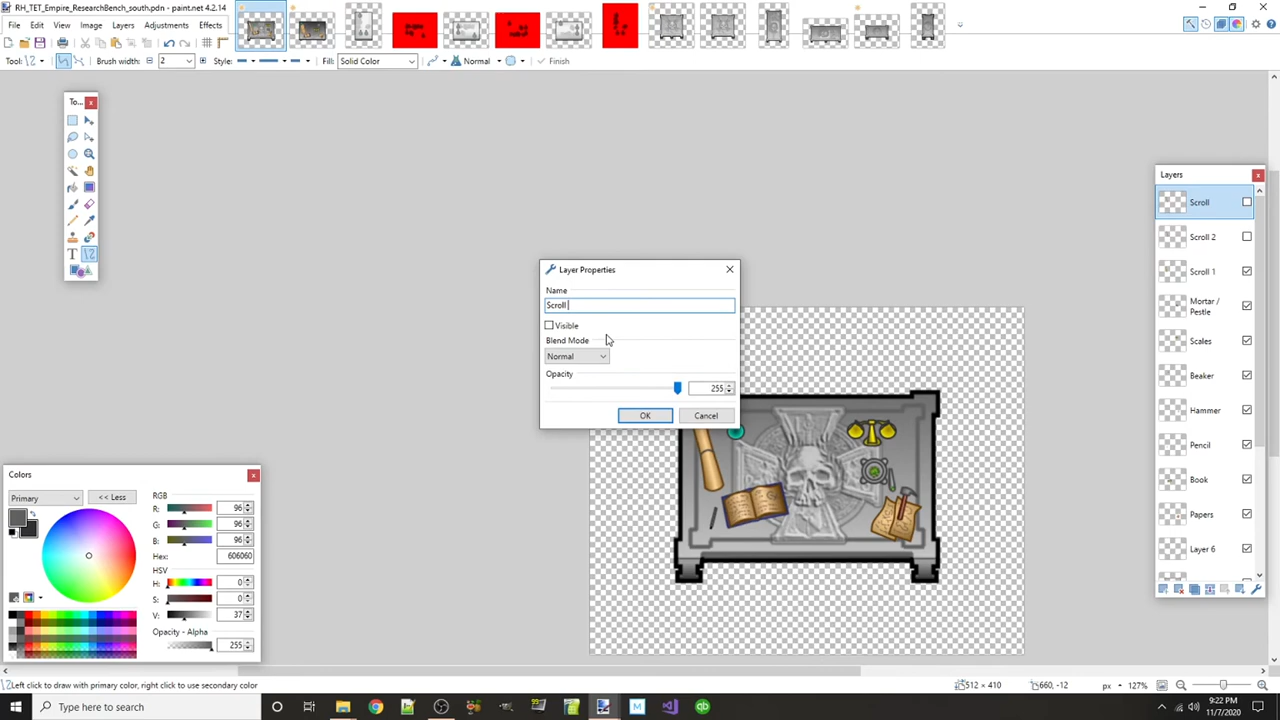 RH_TET_Empire_ResearchBench_south.pdn - paint.net 4.2.14
File Edit View Image Layers Adjustments Effects
Tool: Brush width: 2 Style: Fill: Solid Color Normal Finish
To...
Layers
Scroll
Scroll 2
Scroll 1
Mortar /
Pestle
Scales
Beaker
Hammer
Pencil
Book
Papers
Layer 6
Layer Properties
Name
Scroll
Visible
Blend Mode
Normal
Opacity
255
OK Cancel
Colors
Primary << Less
RGB
R: 96
G: 96
B: 96
Hex: 606060
HSV
H: 0
S: 0
V: 37
Opacity - Alpha
255
Left click to draw with primary color, right click to use secondary color
512 × 410 660, -12 px 127%
Type here to search
9:22 PM
11/7/2020